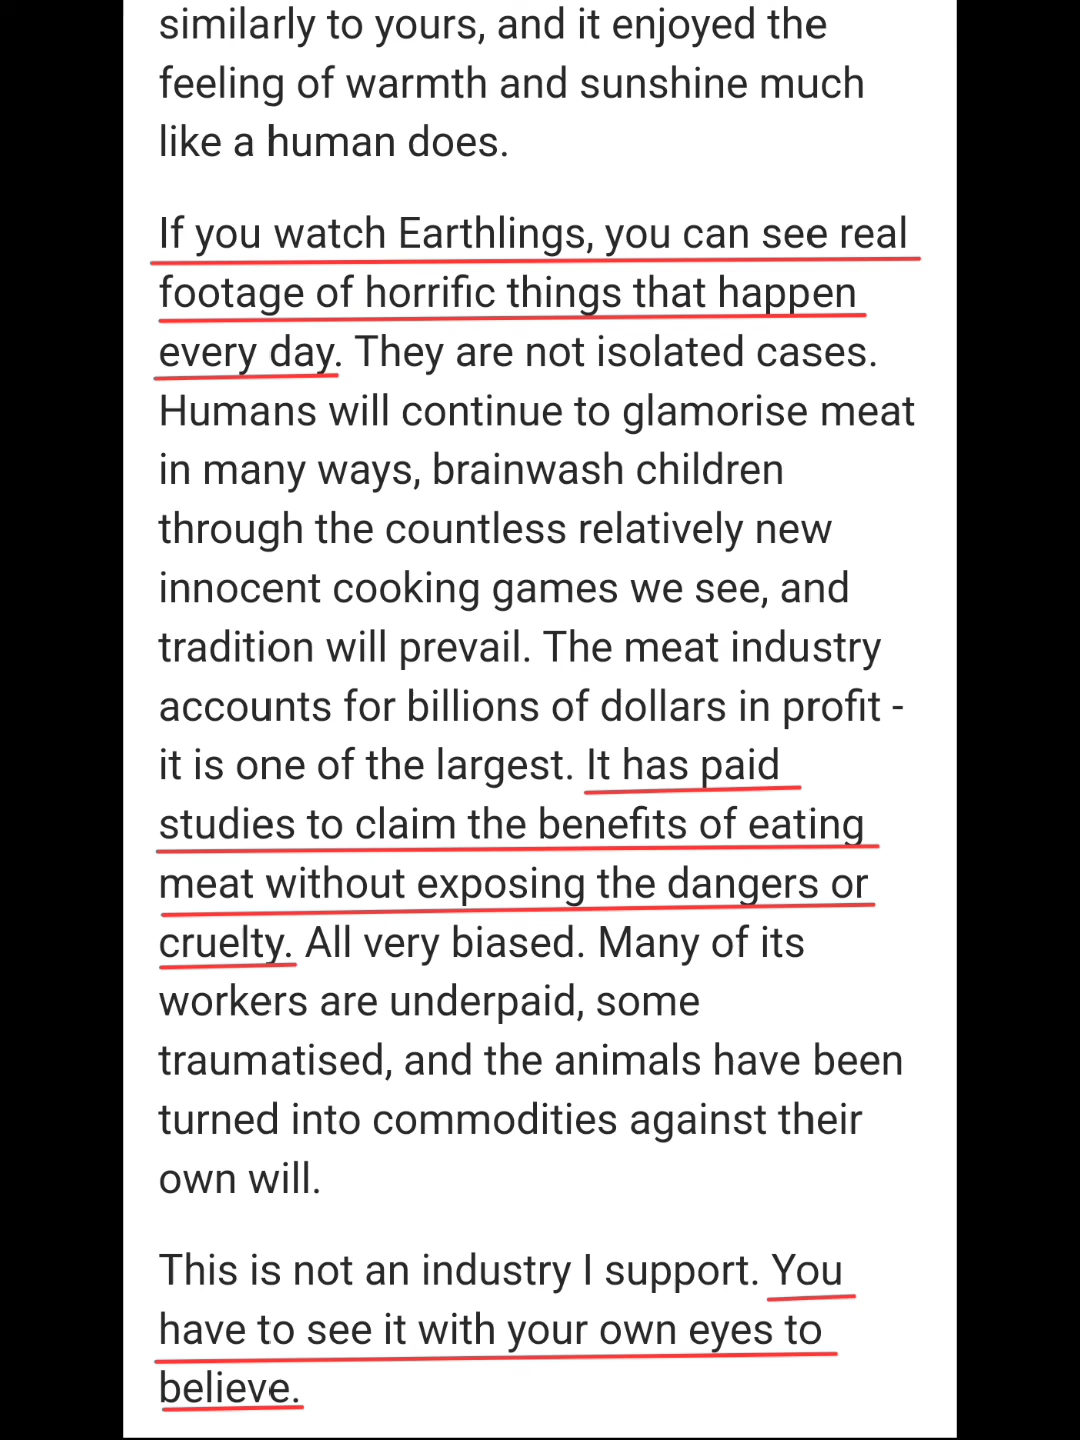 similarly to yours, and it enjoyed the
feeling of warmth and sunshine much
like a human does.
If you watch Earthlings, you can see real
footage of horrific things that happen
every day. They are not isolated cases.
Humans will continue to glamorise meat
in many ways, brainwash children
through the countless relatively new
innocent cooking games we see, and
tradition will prevail. The meat industry
accounts for billions of dollars in profit -
it is one of the largest. It has paid
studies to claim the benefits of eating
meat without exposing the dangers or
cruelty. All very biased. Many of its
workers are underpaid, some
traumatised, and the animals have been
turned into commodities against their
own will.
This is not an industry I support. You
have to see it with your own eyes to
believe.